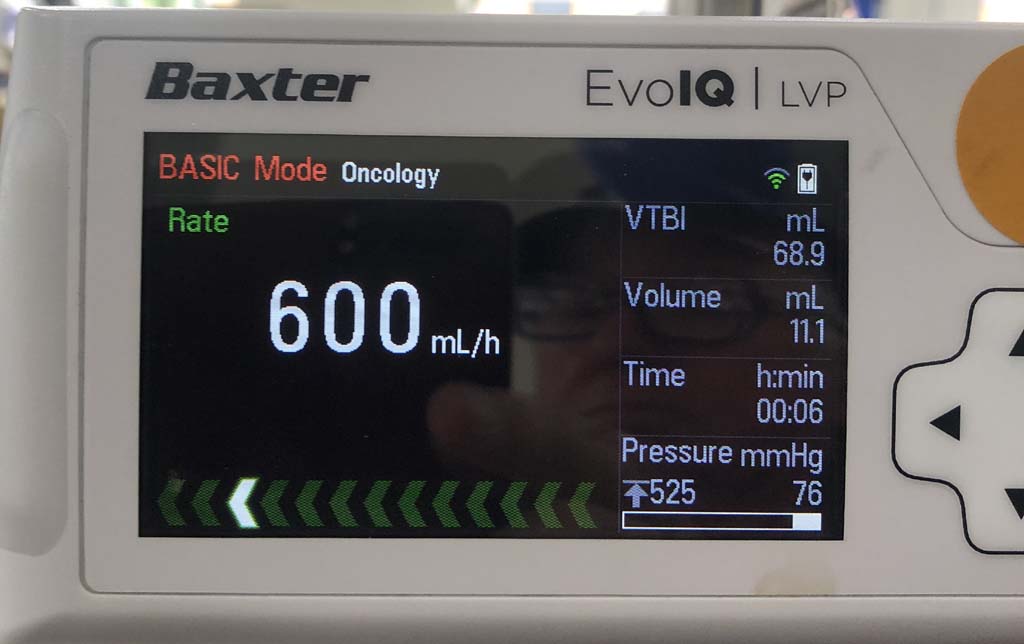 Baxter EvoIQ | LVP
BASIC Mode Oncology
Rate
600 mL/h
VTBI mL
68.9
Volume mL
11.1
Time h:min
00:06
Pressure mmHg
525 76